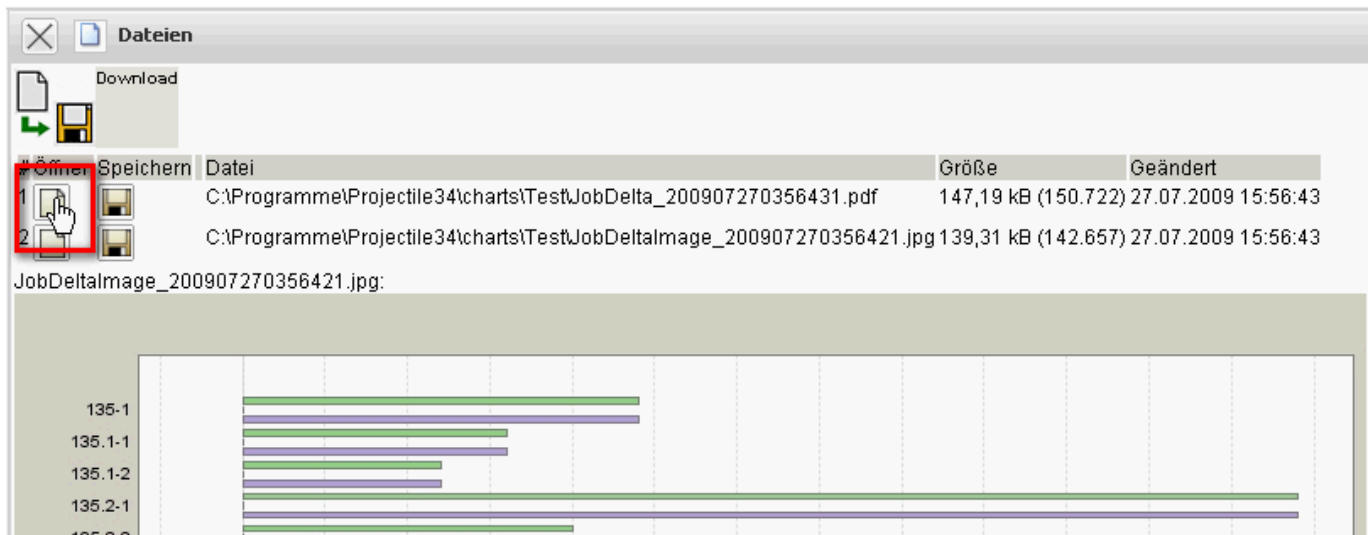 Dateien
Download
# Öffnen Speichern Datei Größe Geändert
1 C:\Programme\Projectile34\charts\Test\JobDelta_200907270356431.pdf 147,19 kB (150.722) 27.07.2009 15:56:43
2 C:\Programme\Projectile34\charts\Test\JobDeltaImage_200907270356421.jpg 139,31 kB (142.657) 27.07.2009 15:56:43
JobDeltaImage_200907270356421.jpg:
135-1
135.1-1
135.1-2
135.2-1